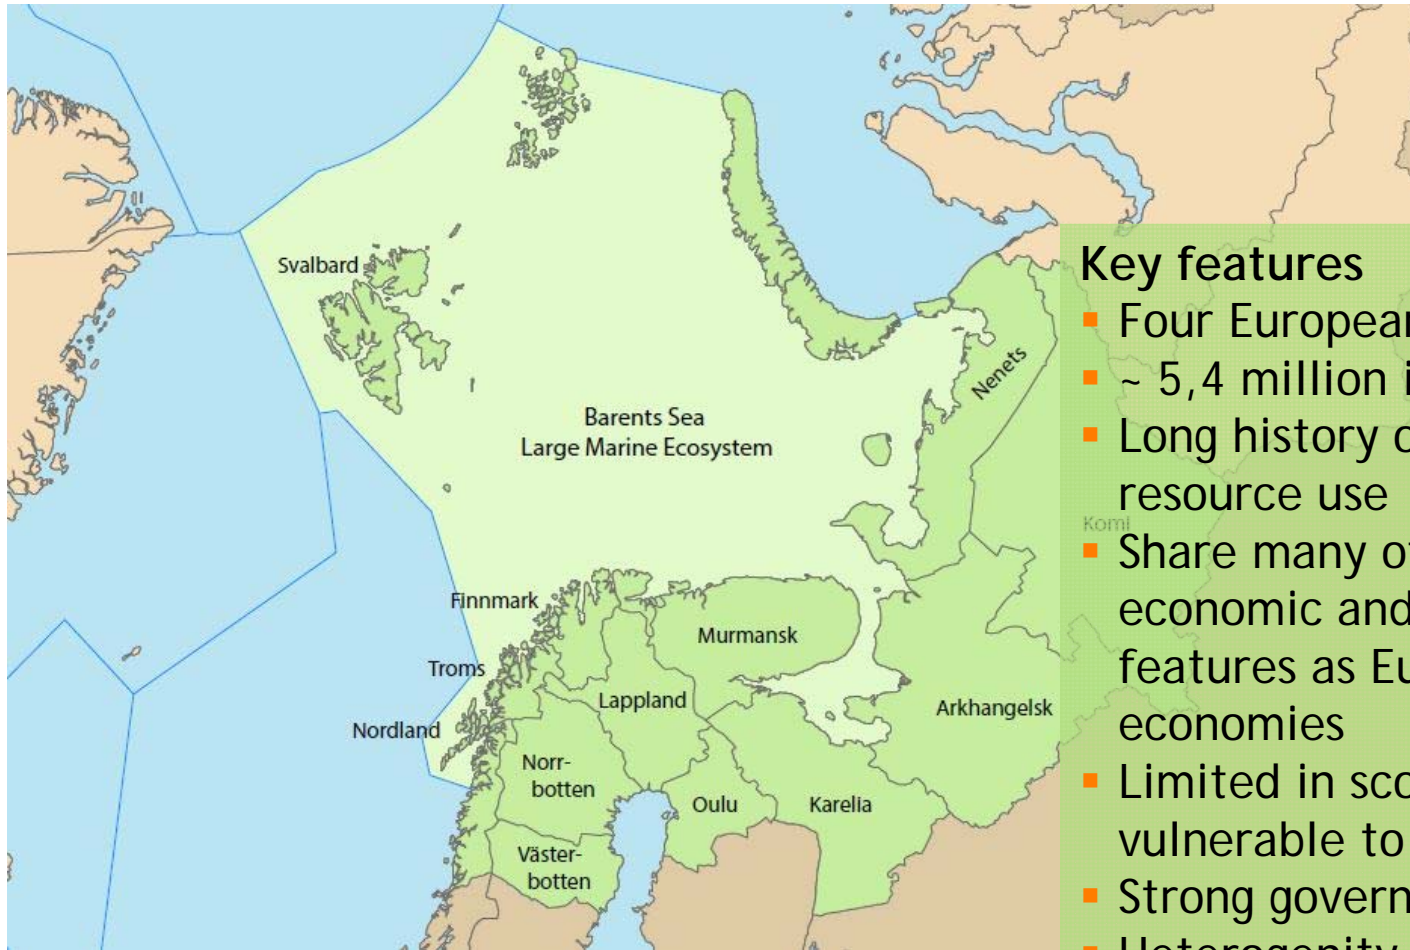 Svalbard
Barents Sea
Large Marine Ecosystem
Nenets
Finnmark
Troms
Nordland
Murmansk
Lappland
Arkhangelsk
Norr-
botten
Oulu
Karelia
Väster-
botten
Komi
Key features
▪ Four European
▪ ~ 5,4 million i
▪ Long history o
resource use
▪ Share many of
economic and
features as Eu
economies
▪ Limited in sco
vulnerable to
▪ Strong govern
▪ Heterogenity